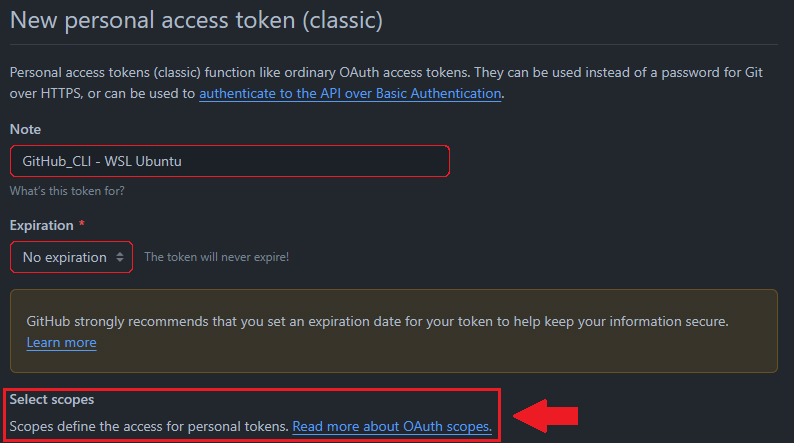 New personal access token (classic)
Personal access tokens (classic) function like ordinary OAuth access tokens. They can be used instead of a password for Git
over HTTPS, or can be used to authenticate to the API over Basic Authentication.
Note
GitHub_CLI - WSL Ubuntu
What's this token for?
Expiration *
No expiration The token will never expire!
GitHub strongly recommends that you set an expiration date for your token to help keep your information secure.
Learn more
Select scopes
Scopes define the access for personal tokens. Read more about OAuth scopes.